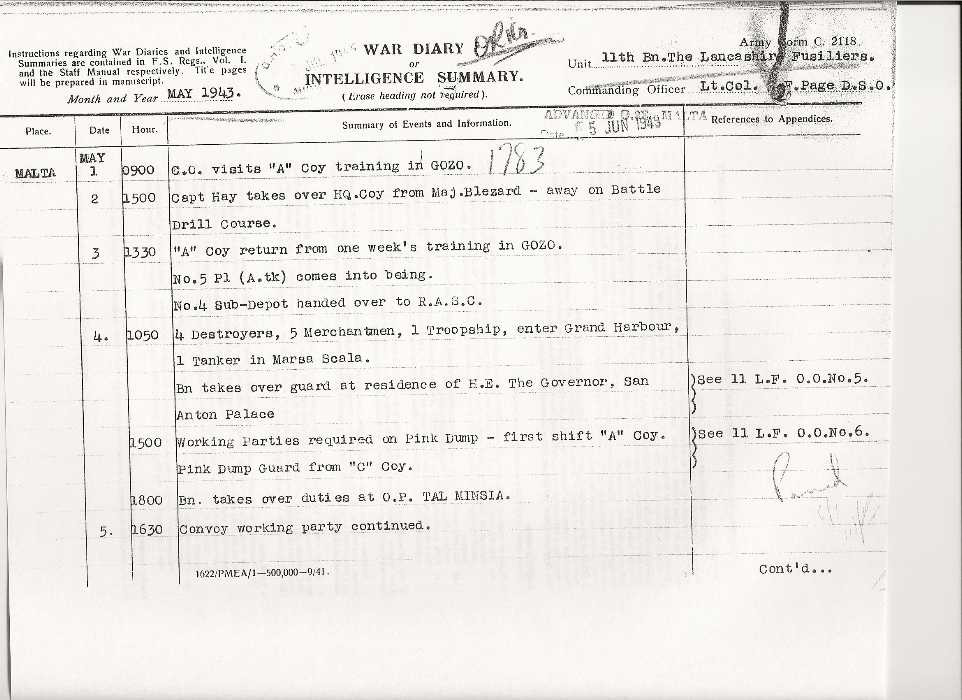 Instructions regarding War Diaries and Intelligence
Summaries are contained in F.S. Regs., Vol. I.
and the Staff Manual respectively. Title pages
will be prepared in manuscript.
Month and Year MAY 1943.
WAR DIARY
or
INTELLIGENCE SUMMARY.
(Erase heading not required).
Army Form C. 2118.
Unit 11th Bn.The Lancashire Fusiliers.
Commanding Officer Lt.Col. F.Page D.S.O.
Place. Date Hour. Summary of Events and Information. References to Appendices.
ADVANCED MALTA
Date 5 JUN 1943
1783
MAY
MALTA 1 0900 C.O. visits "A" Coy training in GOZO.
2 1500 Capt Hay takes over HQ.Coy from Maj.Blezard - away on Battle
Drill Course.
3 1330 "A" Coy return from one week's training in GOZO.
No.5 Pl (A.tk) comes into being.
No.4 Sub-Depot handed over to R.A.S.C.
4. 1050 4 Destroyers, 5 Merchantmen, 1 Troopship, enter Grand Harbour,
1 Tanker in Marsa Scala.
Bn takes over guard at residence of H.E. The Governor, San )See 11 L.F. O.O.No.5.
Anton Palace
1500 Working Parties required on Pink Dump - first shift "A" Coy. )See 11 L.F. O.O.No.6.
Pink Dump Guard from "C" Coy.
1800 Bn. takes over duties at O.P. TAL MINSIA.
5. 1630 Convoy working party continued.
1622/PMEA/1—500,000—9/41.
Cont'd...